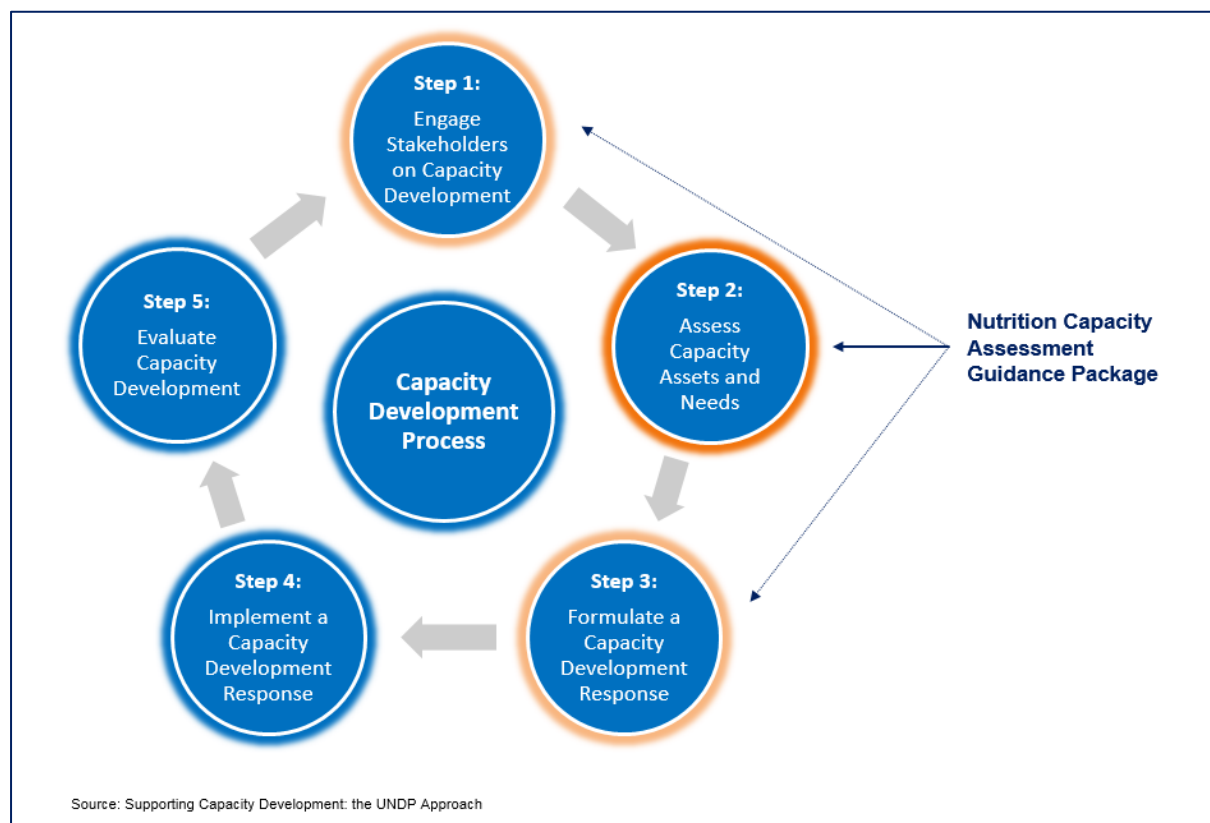 Step 1:
Engage
Stakeholders
on Capacity
Development
Step 2:
Assess
Capacity
Assets and
Needs
Step 3:
Formulate a
Capacity
Development
Response
Step 4:
Implement a
Capacity
Development
Response
Step 5:
Evaluate
Capacity
Development
Capacity
Development
Process
Nutrition Capacity
Assessment
Guidance Package
Source: Supporting Capacity Development: the UNDP Approach